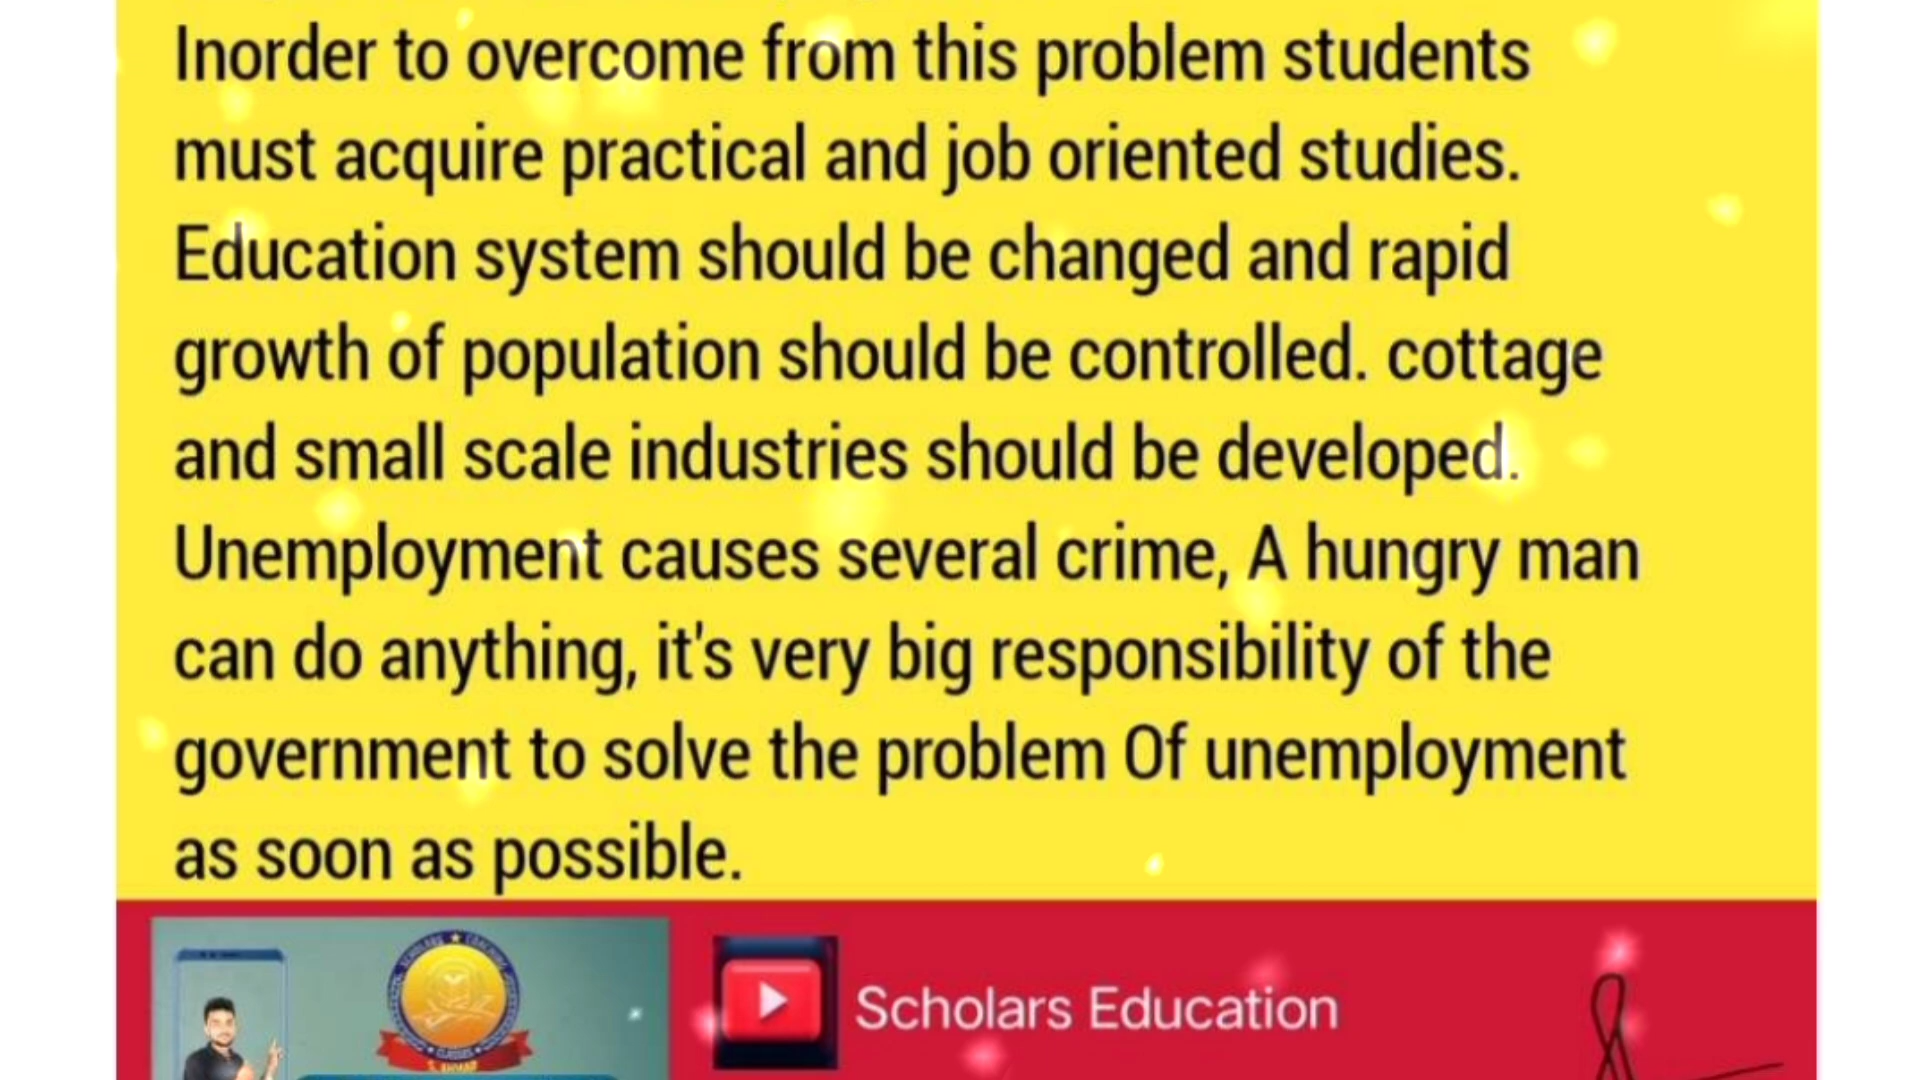 Inorder to overcome from this problem students
must acquire practical and job oriented studies.
Education system should be changed and rapid
growth of population should be controlled. cottage
and small scale industries should be developed.
Unemployment causes several crime, A hungry man
can do anything, it's very big responsibility of the
government to solve the problem Of unemployment
as soon as possible.
SCHOLARS
CLASSES
Scholars Education